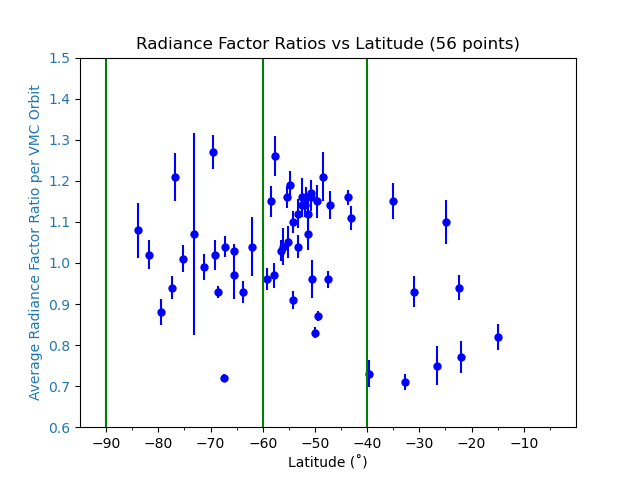 Radiance Factor Ratios vs Latitude (56 points)
Average Radiance Factor Ratio per VMC Orbit
1.5
1.4
1.3
1.2
1.1
1.0
0.9
0.8
0.7
0.6
−90 −80 −70 −60 −50 −40 −30 −20 −10
Latitude (˚)